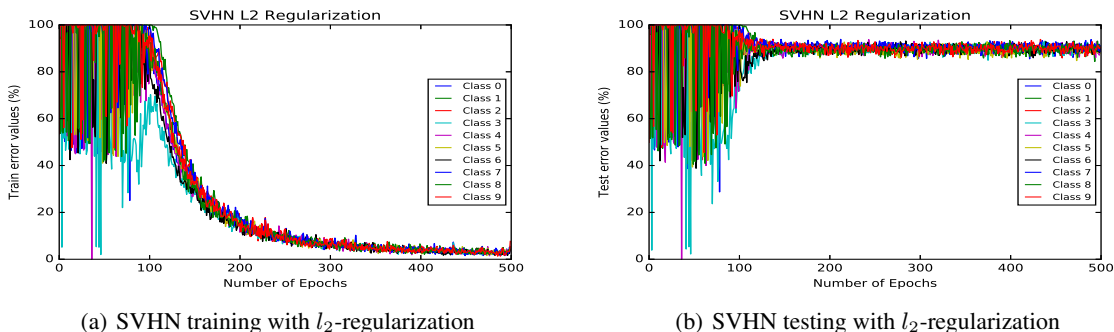 SVHN L2 Regularization
Train error values (%)
100
80
60
40
20
0
0 100 200 300 400 500
Number of Epochs
Class 0
Class 1
Class 2
Class 3
Class 4
Class 5
Class 6
Class 7
Class 8
Class 9
(a) SVHN training with l₂-regularization
SVHN L2 Regularization
Test error values (%)
100
80
60
40
20
0
0 100 200 300 400 500
Number of Epochs
Class 0
Class 1
Class 2
Class 3
Class 4
Class 5
Class 6
Class 7
Class 8
Class 9
(b) SVHN testing with l₂-regularization